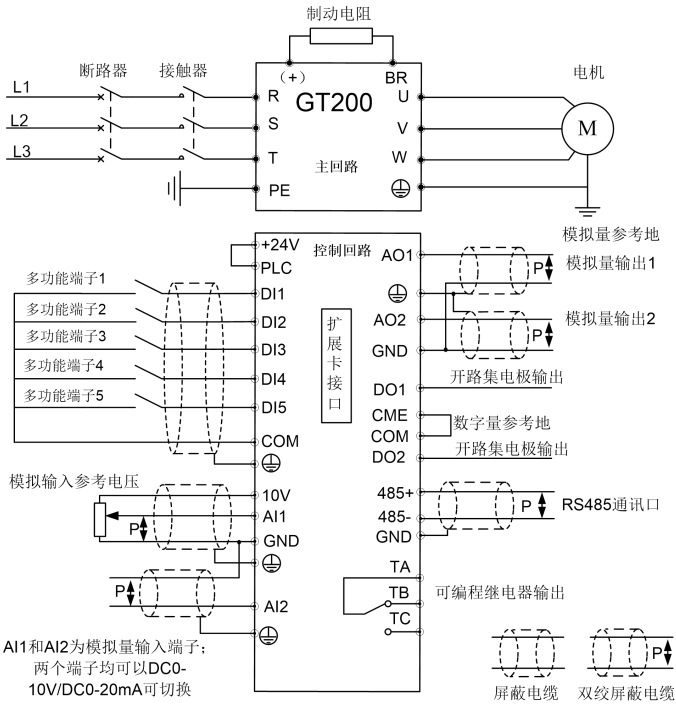 制动电阻
断路器
接触器
(+)
BR
电机
L1
R
GT200
U
L2
S
V
M
L3
T
主回路
W
PE
+24V
控制回路
AO1
模拟量参考地
PLC
P
模拟量输出1
多功能端子1
DI1
多功能端子2
DI2
扩展卡接口
AO2
P
模拟量输出2
多功能端子3
DI3
GND
多功能端子4
DI4
DO1
开路集电极输出
多功能端子5
DI5
CME
数字量参考地
COM
COM
DO2
开路集电极输出
模拟输入参考电压
10V
485+
P
RS485通讯口
AI1
485-
P
GND
GND
TA
P
AI2
TB
可编程继电器输出
TC
AI1和AI2为模拟量输入端子；
两个端子均可以DC0-
10V/DC0-20mA可切换
P
屏蔽电缆
双绞屏蔽电缆